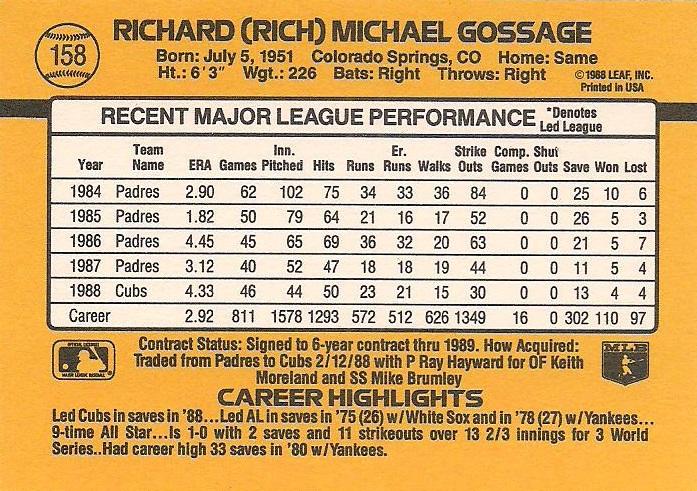 RICHARD (RICH) MICHAEL GOSSAGE
158
Born: July 5, 1951 Colorado Springs, CO Home: Same
Ht.: 6'3" Wgt.: 226 Bats: Right Throws: Right
©1988 LEAF, INC.
Printed in USA
RECENT MAJOR LEAGUE PERFORMANCE *Denotes Led League
Year Team Name ERA Games Inn. Pitched Hits Runs Er. Runs Walks Strike Outs Comp. Games Shut Outs Save Won Lost
1984 Padres 2.90 62 102 75 34 33 36 84 0 0 25 10 6
1985 Padres 1.82 50 79 64 21 16 17 52 0 0 26 5 3
1986 Padres 4.45 45 65 69 36 32 20 63 0 0 21 5 7
1987 Padres 3.12 40 52 47 18 18 19 44 0 0 11 5 4
1988 Cubs 4.33 46 44 50 23 21 15 30 0 0 13 4 4
Career 2.92 811 1578 1293 572 512 626 1349 16 0 302 110 97
Contract Status: Signed to 6-year contract thru 1989. How Acquired:
Traded from Padres to Cubs 2/12/88 with P Ray Hayward for OF Keith
Moreland and SS Mike Brumley
MLB
CAREER HIGHLIGHTS
Led Cubs in saves in '88...Led AL in saves in '75 (26) w/White Sox and in '78 (27) w/Yankees...
9-time All Star...Is 1-0 with 2 saves and 11 strikeouts over 13 2/3 innings for 3 World
Series..Had career high 33 saves in '80 w/Yankees.